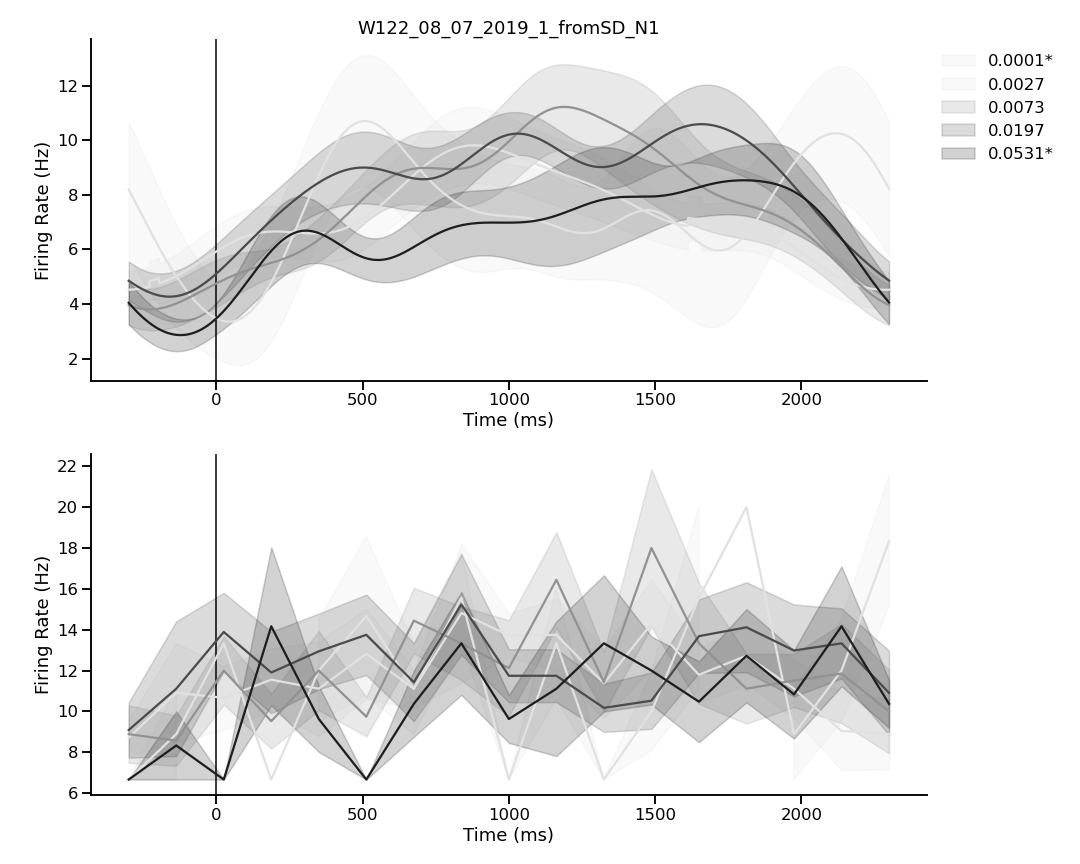 W122_08_07_2019_1_fromSD_N1
12
10
8
6
4
2
Firing Rate (Hz)
0 500 1000 1500 2000
Time (ms)
0.0001*
0.0027
0.0073
0.0197
0.0531*
22
20
18
16
14
12
10
8
6
Firing Rate (Hz)
0 500 1000 1500 2000
Time (ms)